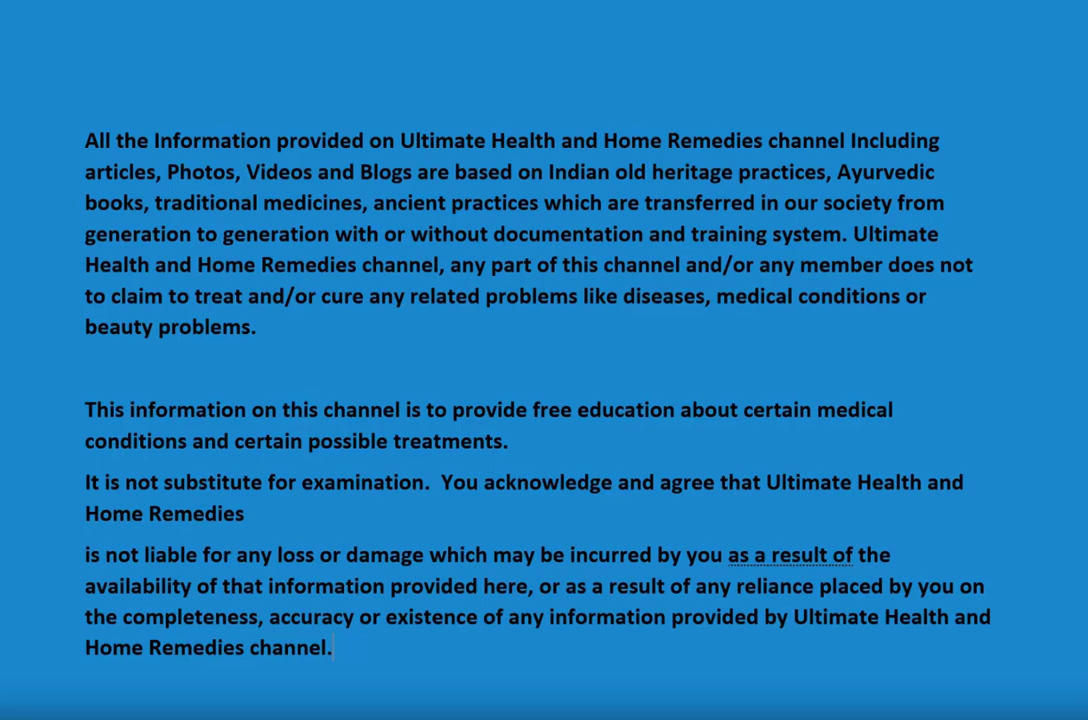 All the Information provided on Ultimate Health and Home Remedies channel Including
articles, Photos, Videos and Blogs are based on Indian old heritage practices, Ayurvedic
books, traditional medicines, ancient practices which are transferred in our society from
generation to generation with or without documentation and training system. Ultimate
Health and Home Remedies channel, any part of this channel and/or any member does not
to claim to treat and/or cure any related problems like diseases, medical conditions or
beauty problems.
This information on this channel is to provide free education about certain medical
conditions and certain possible treatments.
It is not substitute for examination.  You acknowledge and agree that Ultimate Health and
Home Remedies
is not liable for any loss or damage which may be incurred by you as a result of the
availability of that information provided here, or as a result of any reliance placed by you on
the completeness, accuracy or existence of any information provided by Ultimate Health and
Home Remedies channel.